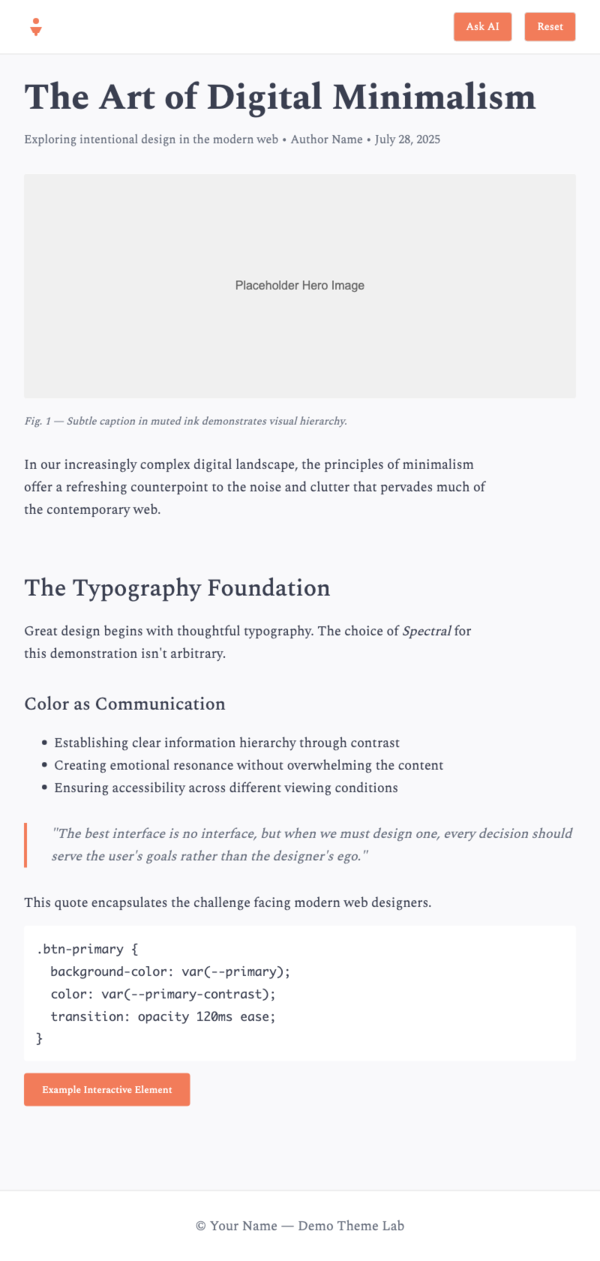 Ask AI
Reset
The Art of Digital Minimalism
Exploring intentional design in the modern web • Author Name • July 28, 2025
Placeholder Hero Image
Fig. 1 — Subtle caption in muted ink demonstrates visual hierarchy.
In our increasingly complex digital landscape, the principles of minimalism
offer a refreshing counterpoint to the noise and clutter that pervades much of
the contemporary web.
The Typography Foundation
Great design begins with thoughtful typography. The choice of Spectral for
this demonstration isn't arbitrary.
Color as Communication
• Establishing clear information hierarchy through contrast
• Creating emotional resonance without overwhelming the content
• Ensuring accessibility across different viewing conditions
"The best interface is no interface, but when we must design one, every decision should
serve the user's goals rather than the designer's ego."
This quote encapsulates the challenge facing modern web designers.
.btn-primary {
  background-color: var(--primary);
  color: var(--primary-contrast);
  transition: opacity 120ms ease;
}
Example Interactive Element
© Your Name — Demo Theme Lab